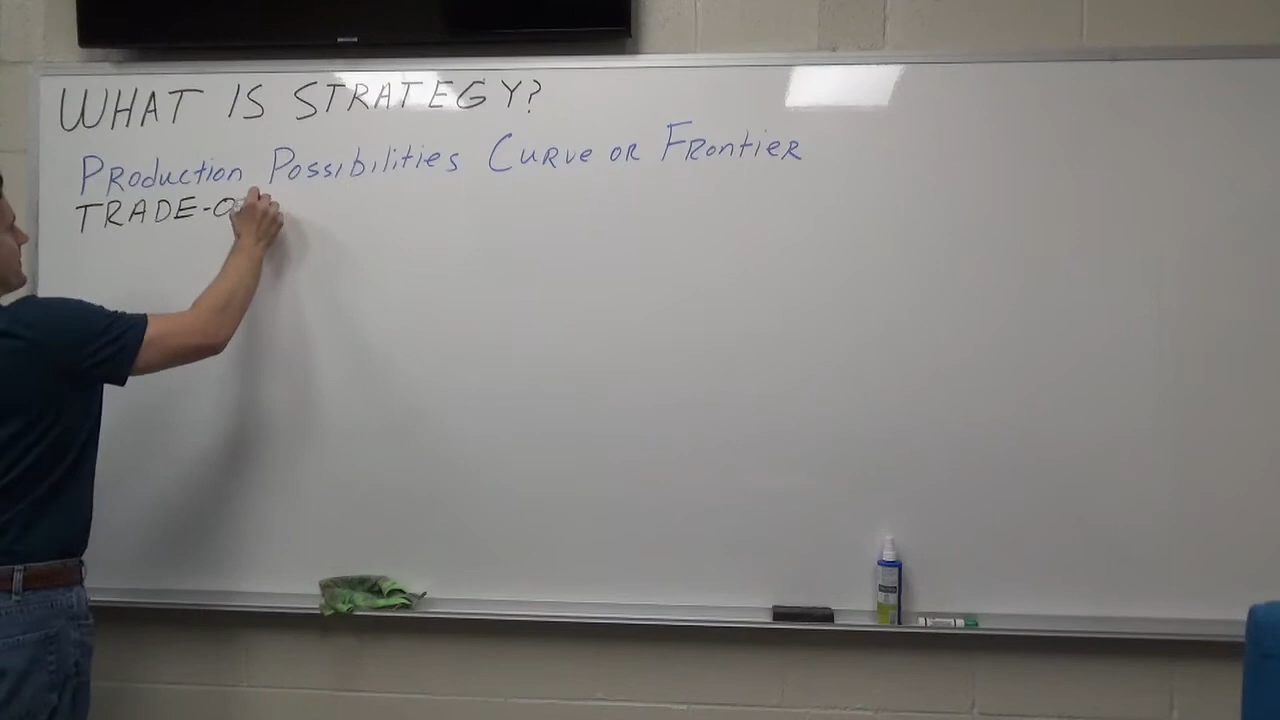 WHAT IS STRATEGY?
Production Possibilities Curve or Frontier
TRADE-O